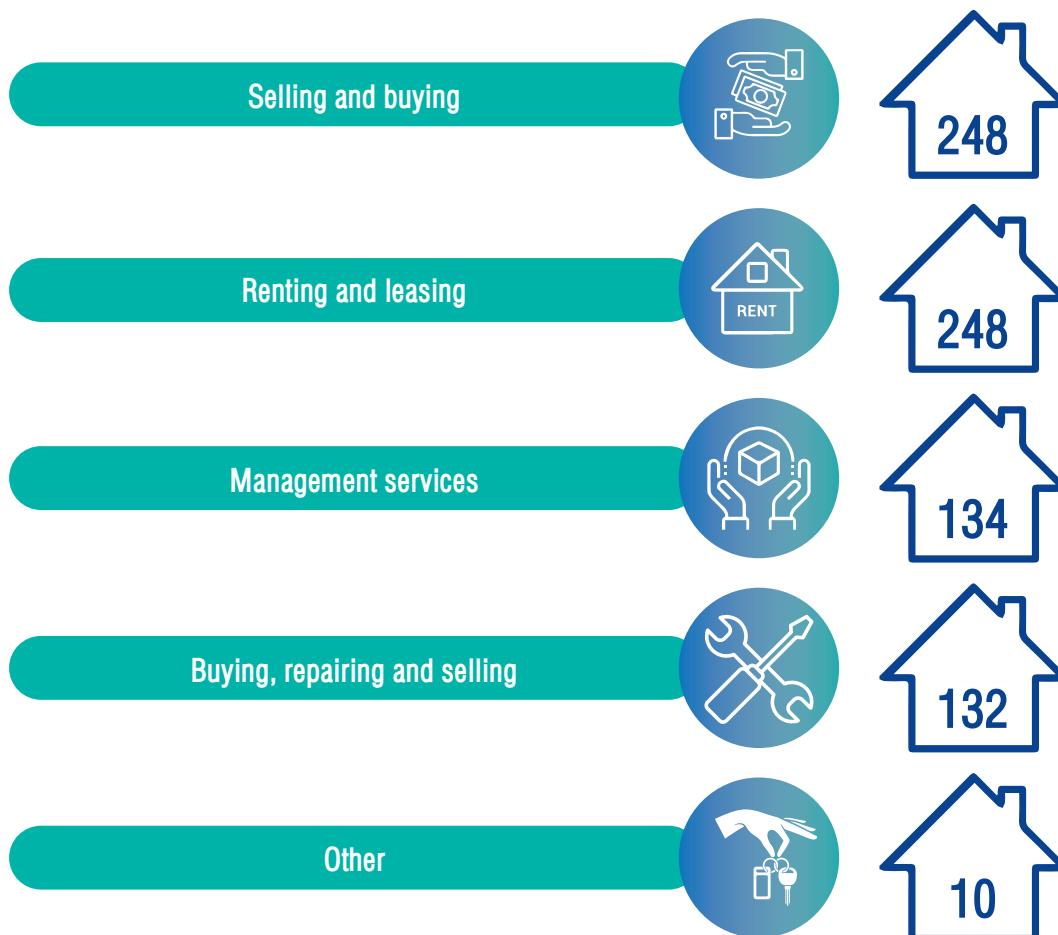 Selling and buying
248
Renting and leasing
RENT
248
Management services
134
Buying, repairing and selling
132
Other
10